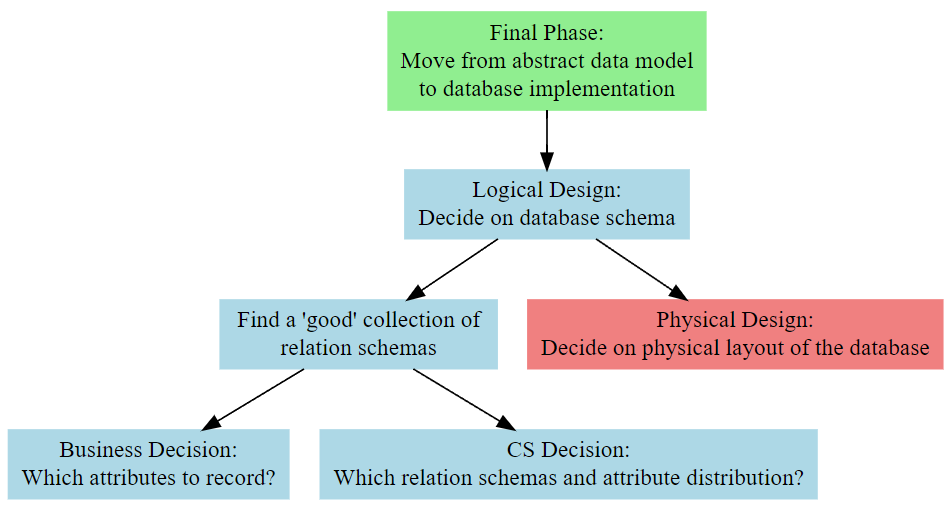 Final Phase:
Move from abstract data model
to database implementation
Logical Design:
Decide on database schema
Find a 'good' collection of
relation schemas
Physical Design:
Decide on physical layout of the database
Business Decision:
Which attributes to record?
CS Decision:
Which relation schemas and attribute distribution?